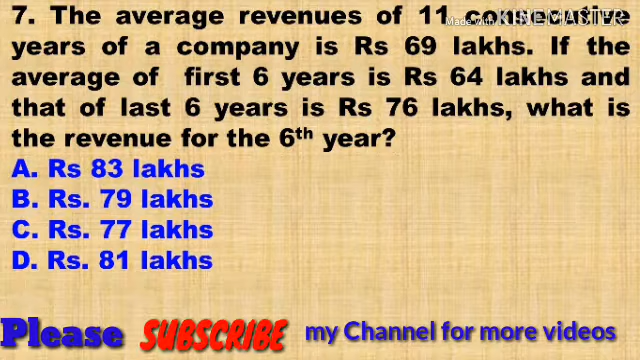 7. The average revenues of 11
Made with KINEMASTER
years of a company is Rs 69 lakhs. If the
average of first 6 years is Rs 64 lakhs and
that of last 6 years is Rs 76 lakhs, what is
the revenue for the 6th year?
A. Rs 83 lakhs
B. Rs. 79 lakhs
C. Rs. 77 lakhs
D. Rs. 81 lakhs
Please SUBSCRIBE my Channel for more videos